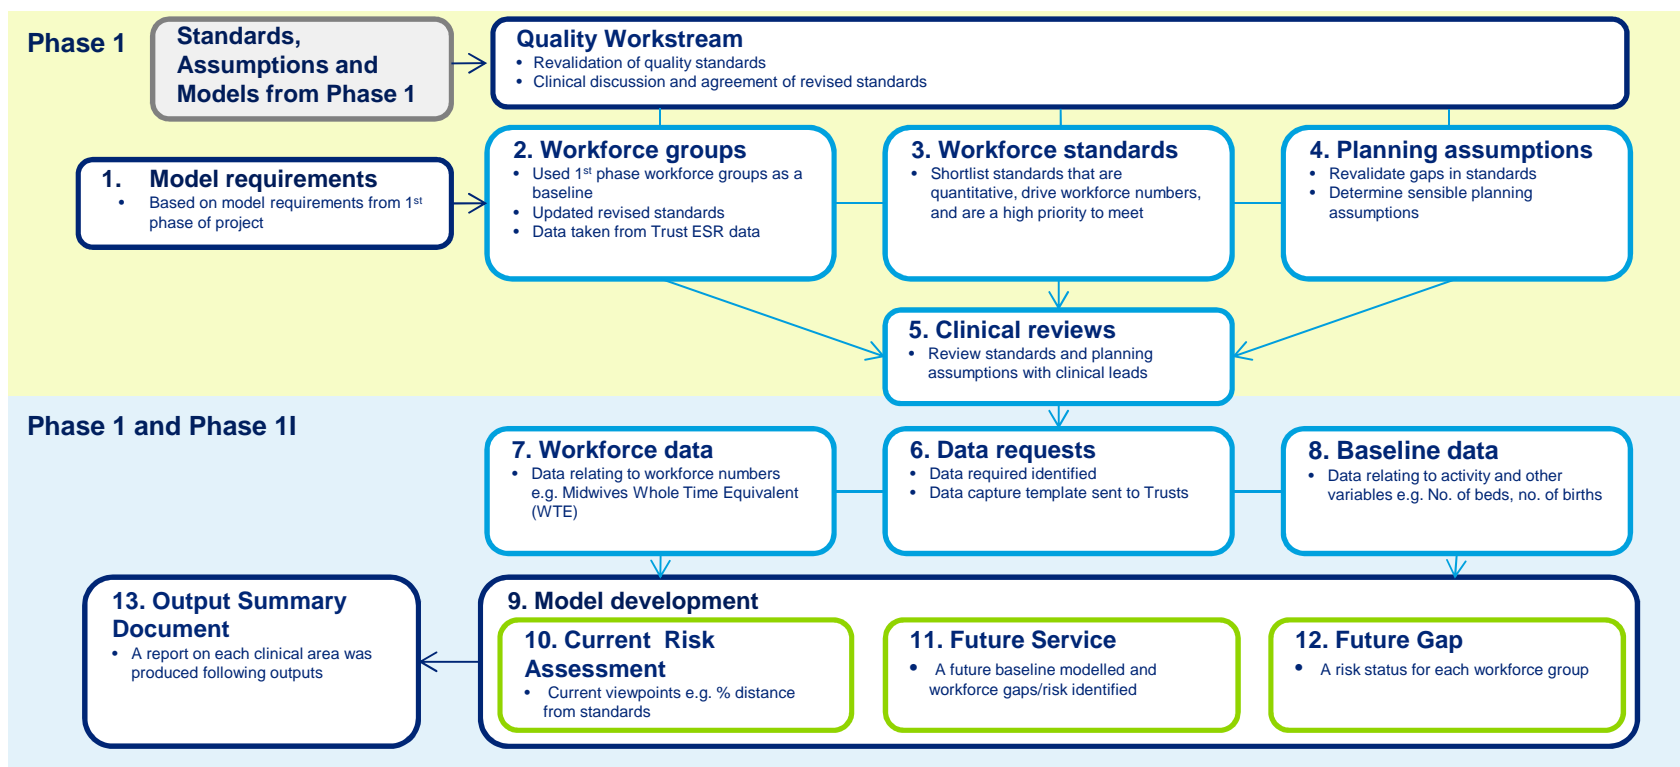 Phase 1
Standards,
Assumptions and
Models from Phase 1
Quality Workstream
• Revalidation of quality standards
• Clinical discussion and agreement of revised standards
1. Model requirements
• Based on model requirements from 1st
phase of project
2. Workforce groups
• Used 1st phase workforce groups as a
baseline
• Updated revised standards
• Data taken from Trust ESR data
3. Workforce standards
• Shortlist standards that are
quantitative, drive workforce numbers,
and are a high priority to meet
4. Planning assumptions
• Revalidate gaps in standards
• Determine sensible planning
assumptions
5. Clinical reviews
• Review standards and planning
assumptions with clinical leads
Phase 1 and Phase 1I
7. Workforce data
• Data relating to workforce numbers
e.g. Midwives Whole Time Equivalent
(WTE)
6. Data requests
• Data required identified
• Data capture template sent to Trusts
8. Baseline data
• Data relating to activity and other
variables e.g. No. of beds, no. of births
13. Output Summary
Document
• A report on each clinical area was
produced following outputs
9. Model development
10. Current Risk
Assessment
• Current viewpoints e.g. % distance
from standards
11. Future Service
• A future baseline modelled and
workforce gaps/risk identified
12. Future Gap
• A risk status for each workforce group